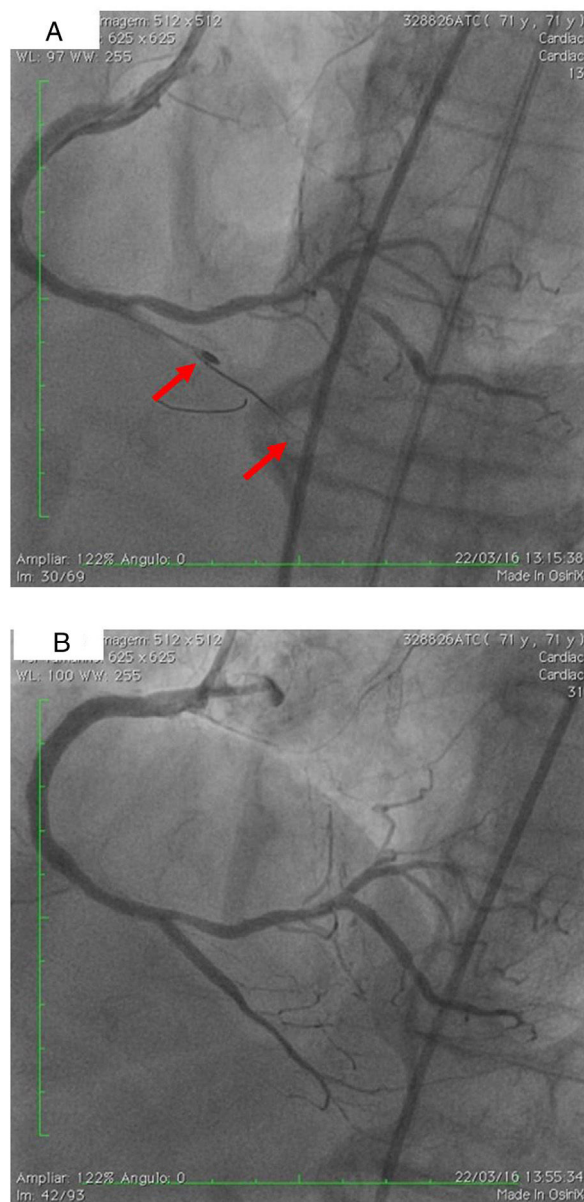 A
imagem: 512 x 512
328826ATC ( 71 y, 71 y)
625 x 625
Cardiac
WL: 97 WW: 255
Cardiac
13
Ampliar: 122% Angulo: 0
22/03/16 13:15:38
Im: 30/69
Made In OsiriX
B
imagem: 512 x 512
328826ATC ( 71 y, 71 y)
625 x 625
Cardiac
WL: 100 WW: 255
Cardiac
31
Ampliar: 122% Angulo: 0
22/03/16 13:55:34
Im: 42/93
Made In OsiriX